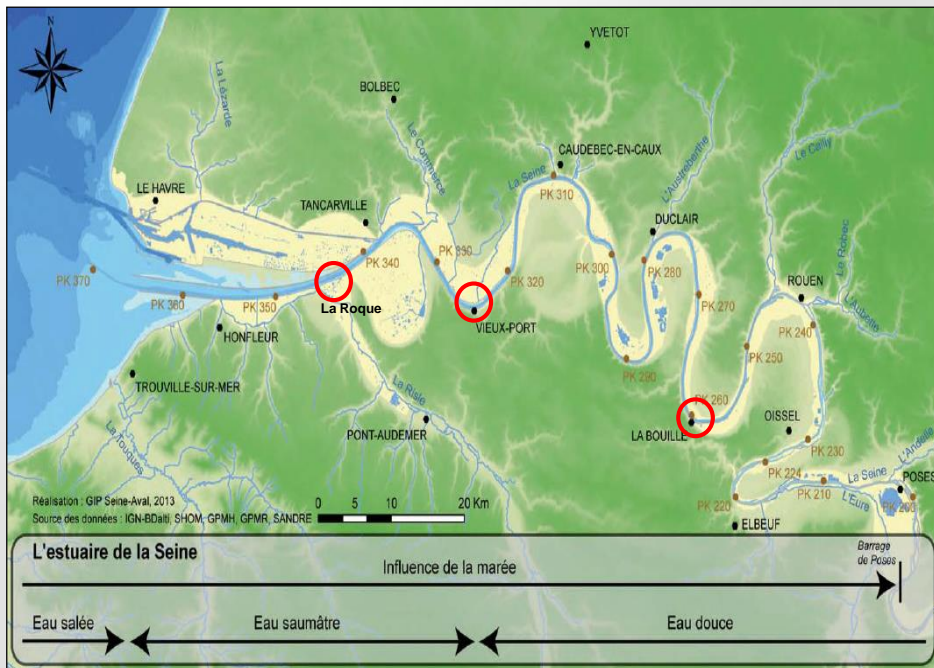 N
YVETOT
BOLBEC
La Lézarde
Le Commerce
CAUDEBEC-EN-CAUX
La Seine
PK 310
L'Austreberthe
Le Cailly
LE HAVRE
TANCARVILLE
DUCLAIR
Le Robec
PK 340
PK 330
PK 320
PK 300
PK 280
PK 270
ROUEN
L'Aubette
PK 370
PK 360
PK 350
La Roque
VIEUX-PORT
PK 240
HONFLEUR
PK 290
PK 250
TROUVILLE-SUR-MER
La Risle
PK 260
La Touques
PONT-AUDEMER
LA BOUILLE
OISSEL
PK 230
L'Andelle
PK 224
La Seine
POSES
PK 220
L'Eure
PK 210
PK 200
ELBEUF
Réalisation : GIP Seine-Aval, 2013
0 10 20 Km
Source des données : IGN-BDalti, SHOM, GPMH, GPMR, SANDRE
L'estuaire de la Seine
Barrage
de Poses
Influence de la marée
Eau salée
Eau saumâtre
Eau douce